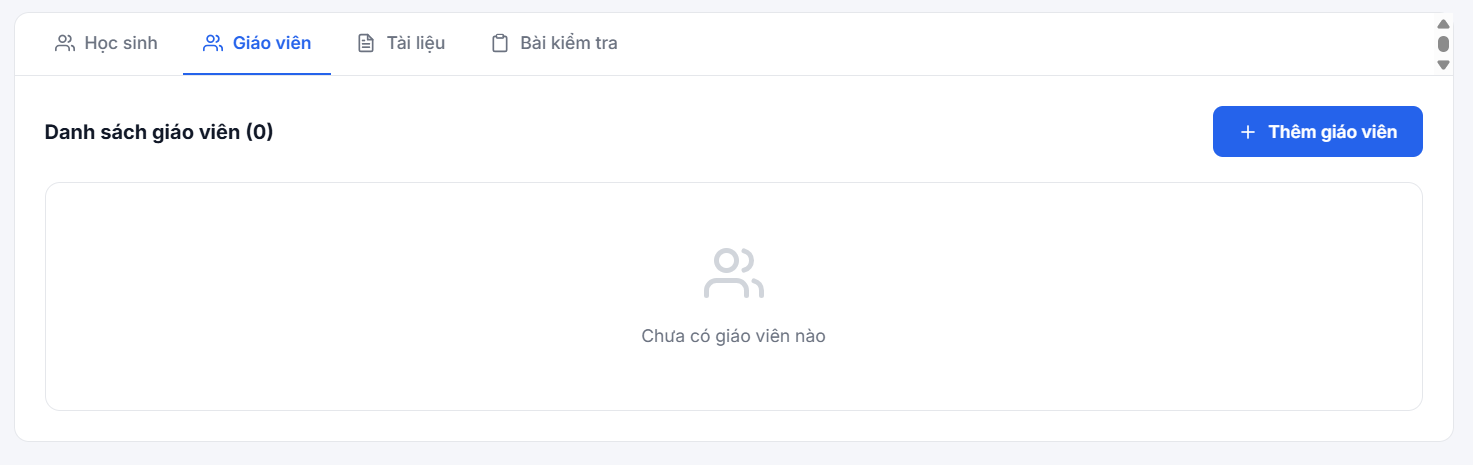 Học sinh
Giáo viên
Tài liệu
Bài kiểm tra
Danh sách giáo viên (0)
Thêm giáo viên
Chưa có giáo viên nào